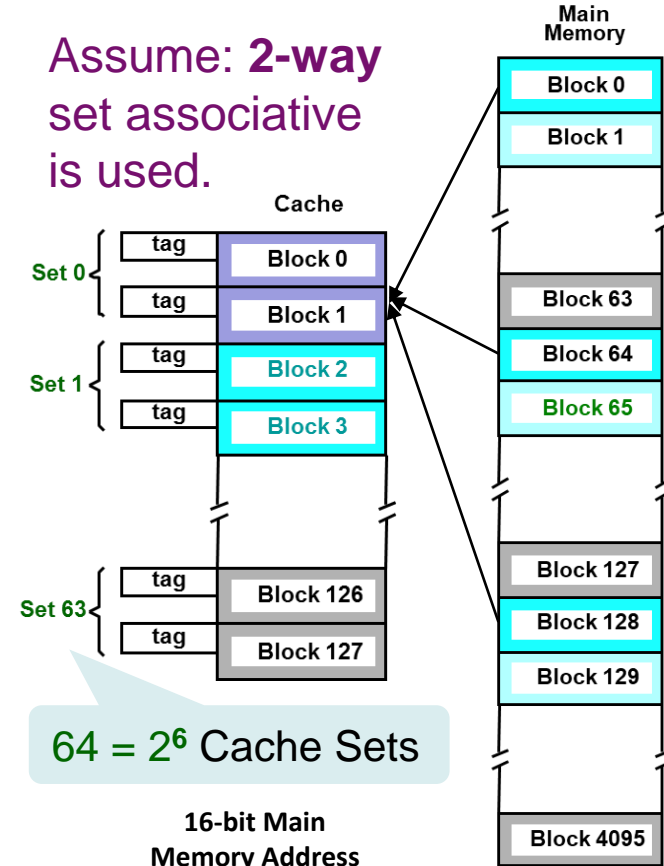 Assume: 2-way
set associative
is used.
Cache
Set 0
tag
Block 0
tag
Block 1
Set 1
tag
Block 2
tag
Block 3
Set 63
tag
Block 126
tag
Block 127
64 = 2⁶ Cache Sets
16-bit Main
Memory Address
Main
Memory
Block 0
Block 1
Block 63
Block 64
Block 65
Block 127
Block 128
Block 129
Block 4095